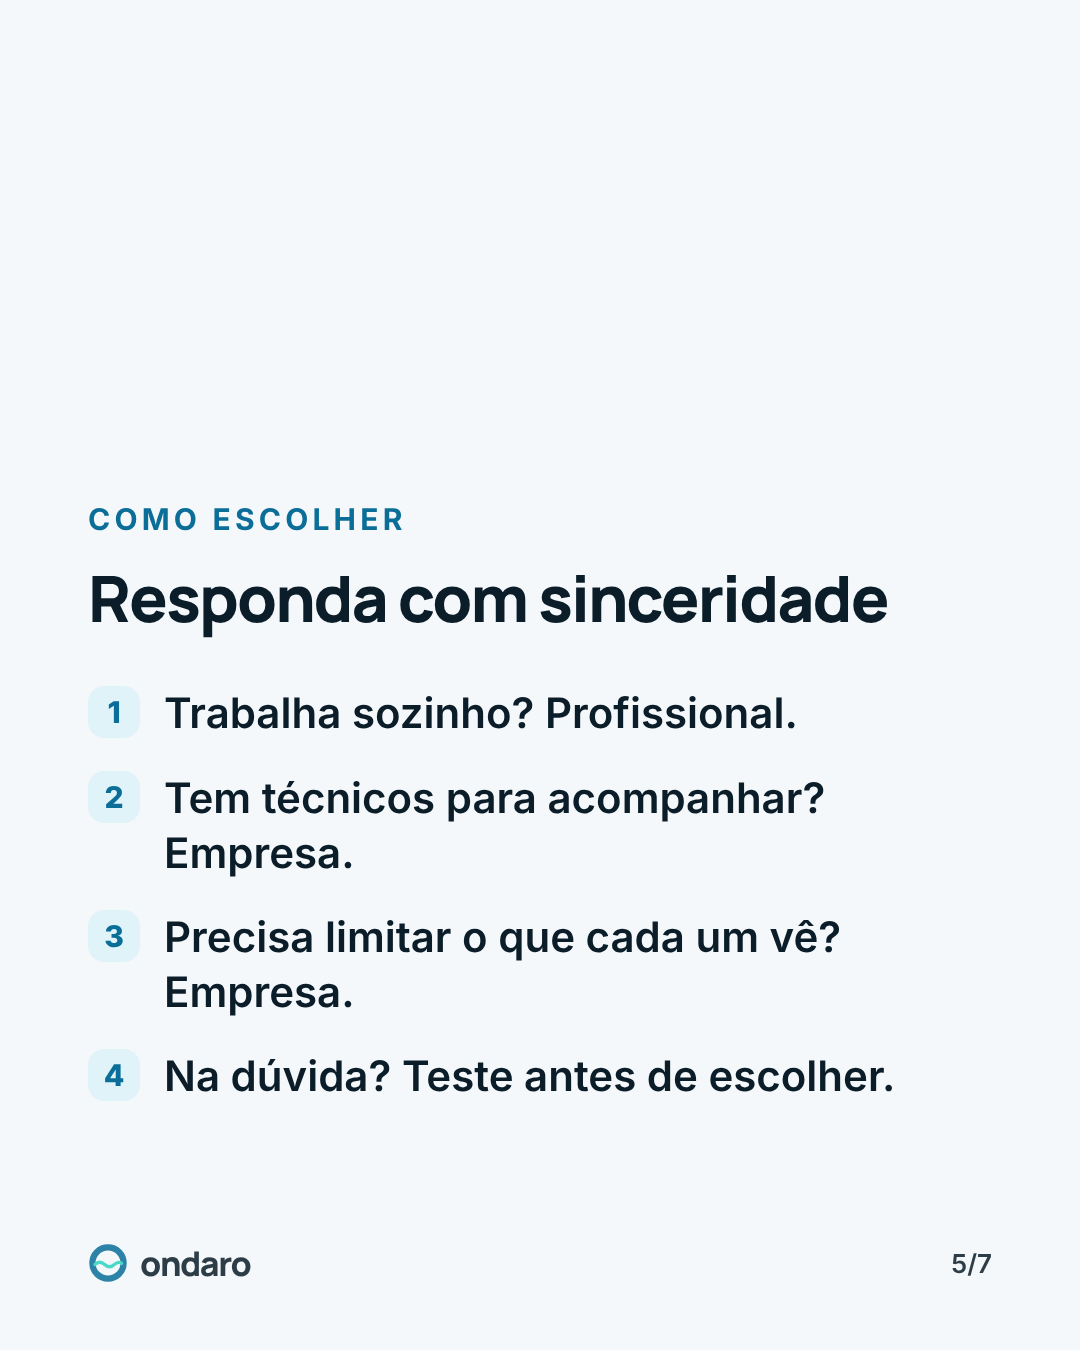 COMO ESCOLHER
Responda com sinceridade
1 Trabalha sozinho? Profissional.
2 Tem técnicos para acompanhar?
Empresa.
3 Precisa limitar o que cada um vê?
Empresa.
4 Na dúvida? Teste antes de escolher.
ondaro
5/7